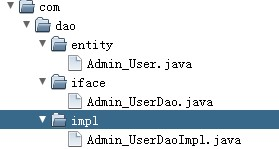 com
dao
entity
Admin_User.java
iface
Admin_UserDao.java
impl
Admin_UserDaoImpl.java